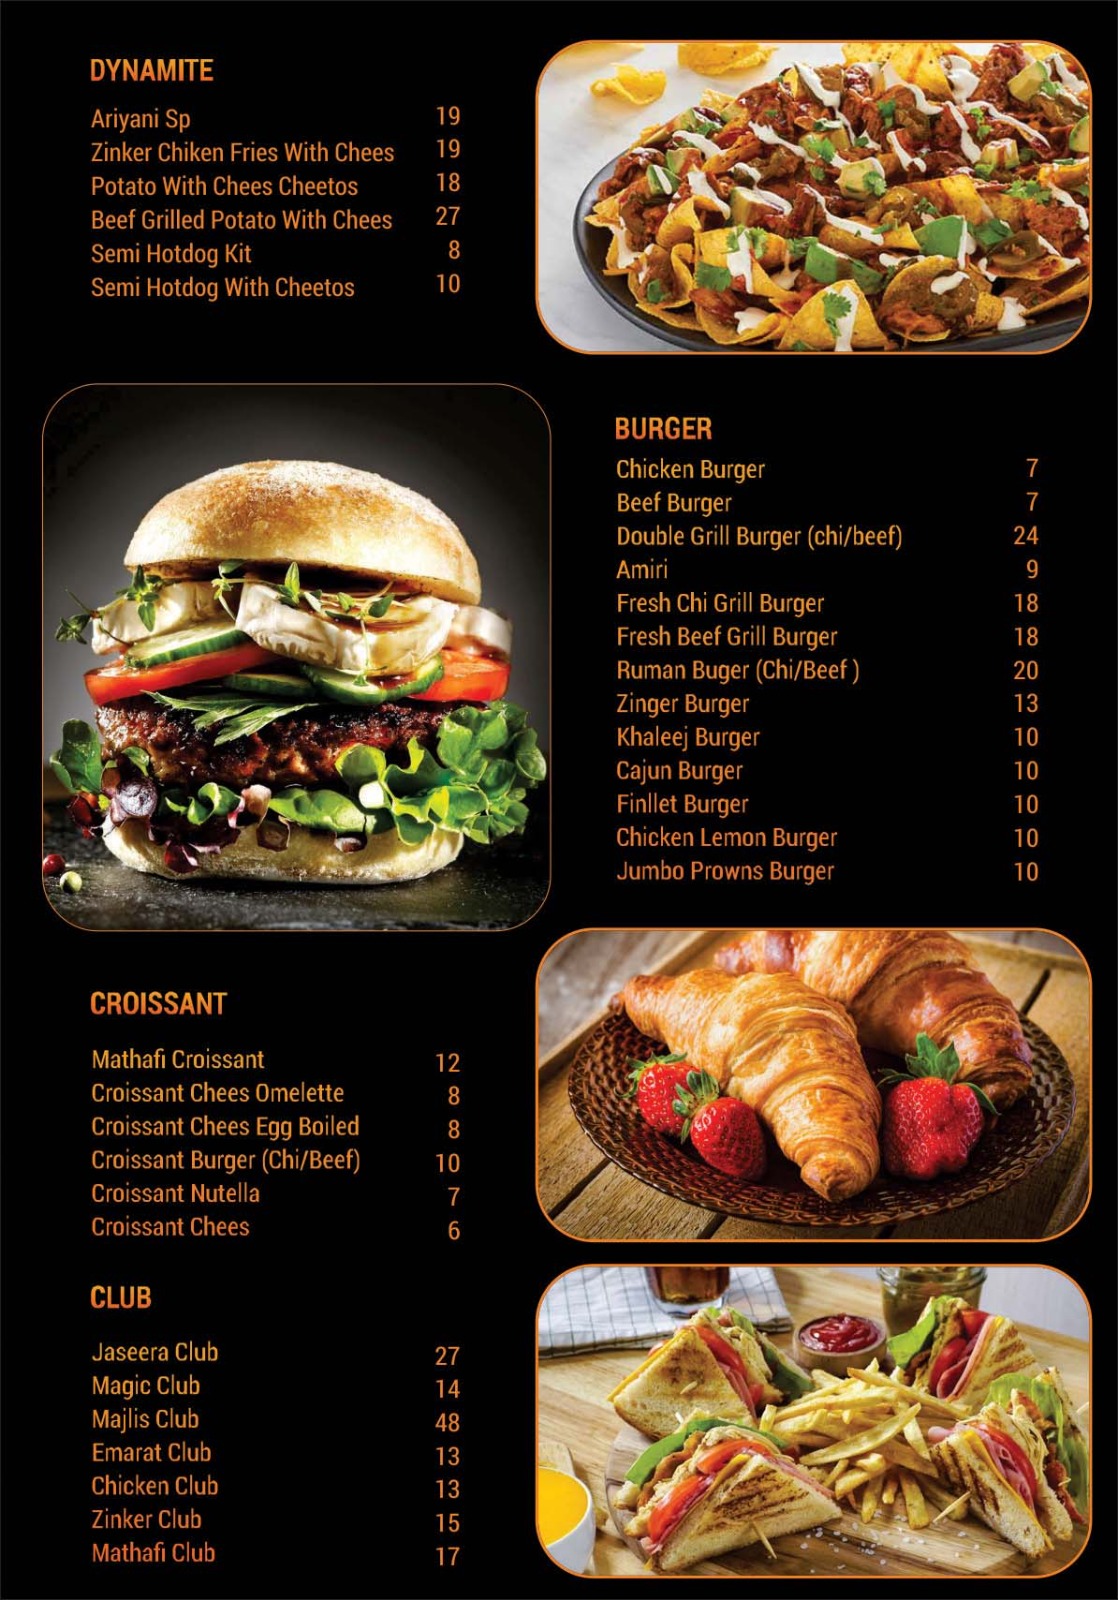 DYNAMITE
Ariyani Sp 19
Zinker Chiken Fries With Chees 19
Potato With Chees Cheetos 18
Beef Grilled Potato With Chees 27
Semi Hotdog Kit 8
Semi Hotdog With Cheetos 10
BURGER
Chicken Burger 7
Beef Burger 7
Double Grill Burger (chi/beef) 24
Amiri 9
Fresh Chi Grill Burger 18
Fresh Beef Grill Burger 18
Ruman Buger (Chi/Beef ) 20
Zinger Burger 13
Khaleej Burger 10
Cajun Burger 10
Finllet Burger 10
Chicken Lemon Burger 10
Jumbo Prowns Burger 10
CROISSANT
Mathafi Croissant 12
Croissant Chees Omelette 8
Croissant Chees Egg Boiled 8
Croissant Burger (Chi/Beef) 10
Croissant Nutella 7
Croissant Chees 6
CLUB
Jaseera Club 27
Magic Club 14
Majlis Club 48
Emarat Club 13
Chicken Club 13
Zinker Club 15
Mathafi Club 17